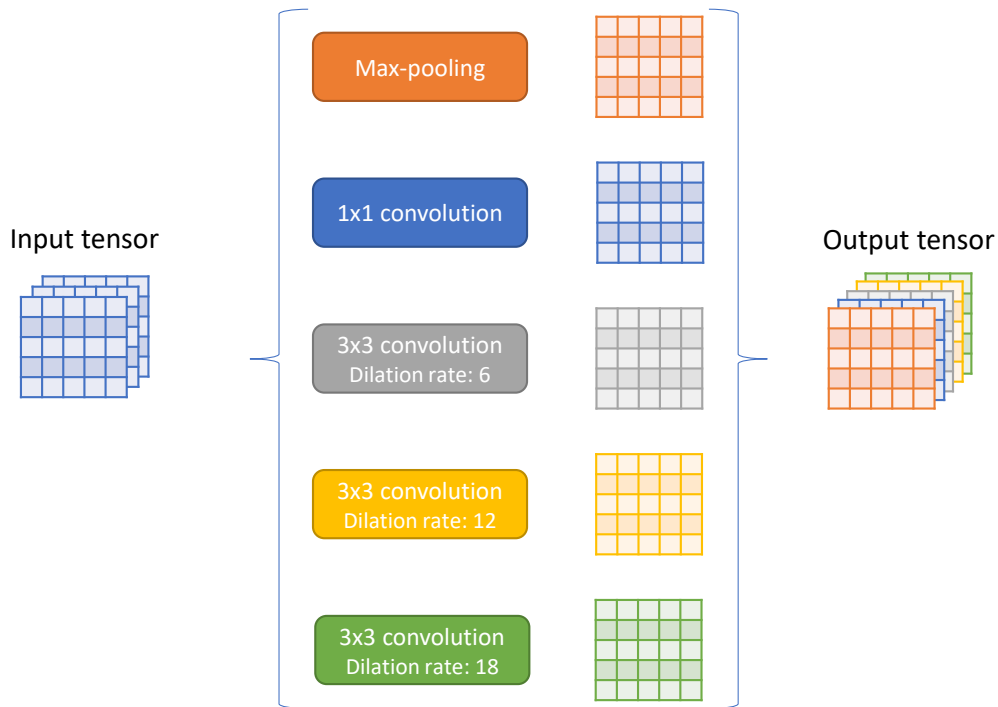 Input tensor
Max-pooling
1x1 convolution
3x3 convolution
Dilation rate: 6
3x3 convolution
Dilation rate: 12
3x3 convolution
Dilation rate: 18
Output tensor